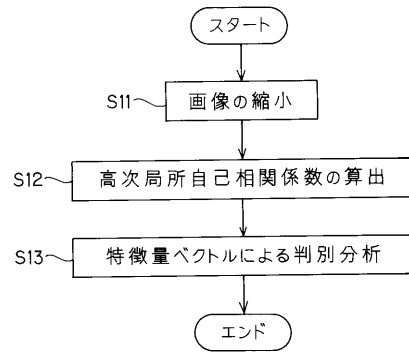 スタート
S11 画像の縮小
S12 高次局所自己相関係数の算出
S13 特徴量ベクトルによる判別分析
エンド